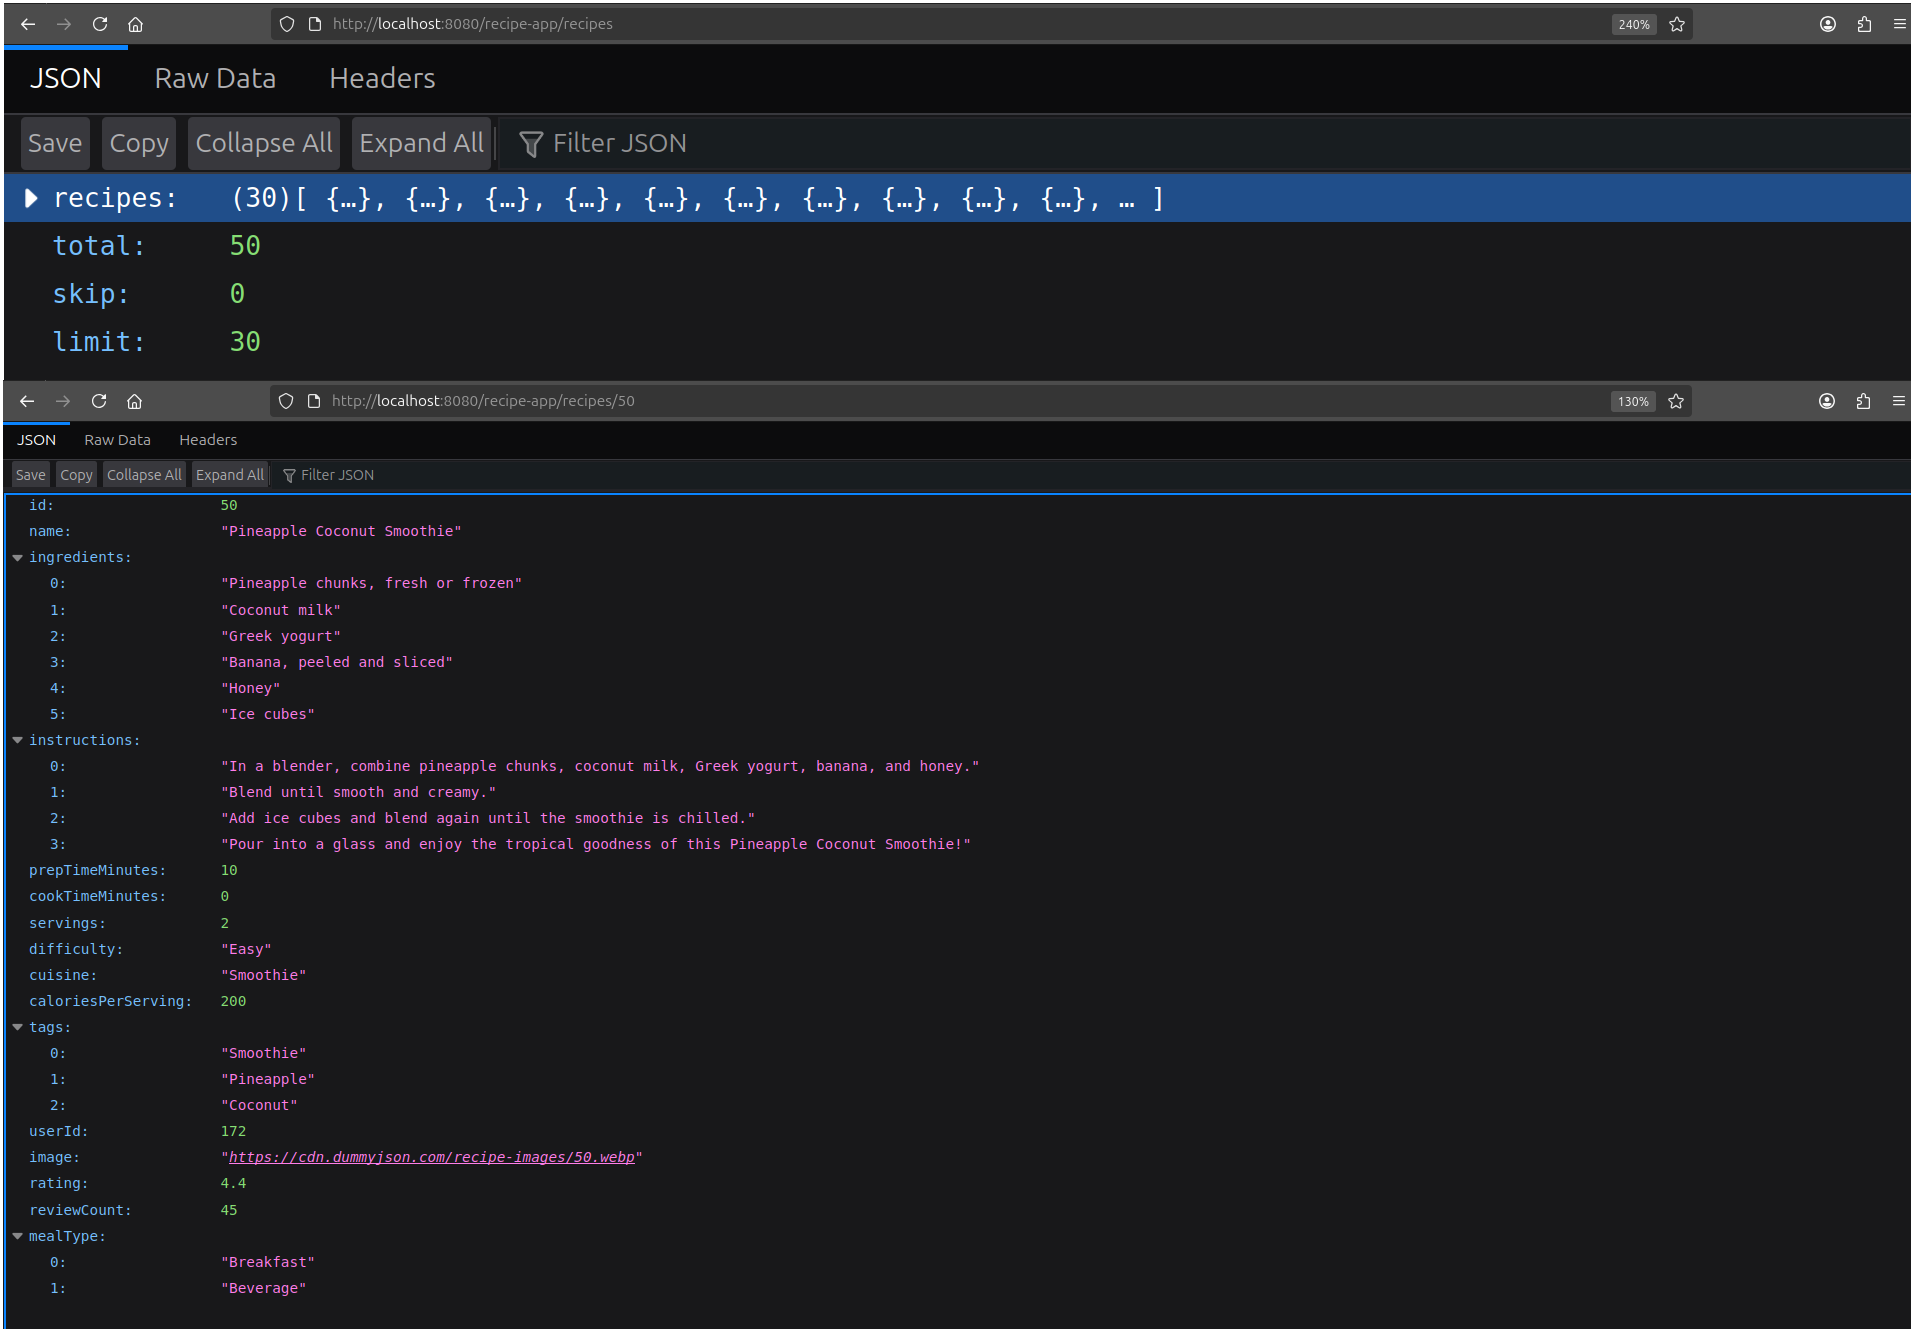 http://localhost:8080/recipe-app/recipes 240%
JSON Raw Data Headers
Save Copy Collapse All Expand All Filter JSON
recipes: (30)[ {…}, {…}, {…}, {…}, {…}, {…}, {…}, {…}, {…}, {…}, … ]
total: 50
skip: 0
limit: 30
http://localhost:8080/recipe-app/recipes/50 130%
JSON Raw Data Headers
Save Copy Collapse All Expand All Filter JSON
id: 50
name: "Pineapple Coconut Smoothie"
ingredients:
0: "Pineapple chunks, fresh or frozen"
1: "Coconut milk"
2: "Greek yogurt"
3: "Banana, peeled and sliced"
4: "Honey"
5: "Ice cubes"
instructions:
0: "In a blender, combine pineapple chunks, coconut milk, Greek yogurt, banana, and honey."
1: "Blend until smooth and creamy."
2: "Add ice cubes and blend again until the smoothie is chilled."
3: "Pour into a glass and enjoy the tropical goodness of this Pineapple Coconut Smoothie!"
prepTimeMinutes: 10
cookTimeMinutes: 0
servings: 2
difficulty: "Easy"
cuisine: "Smoothie"
caloriesPerServing: 200
tags:
0: "Smoothie"
1: "Pineapple"
2: "Coconut"
userId: 172
image: "https://cdn.dummyjson.com/recipe-images/50.webp"
rating: 4.4
reviewCount: 45
mealType:
0: "Breakfast"
1: "Beverage"